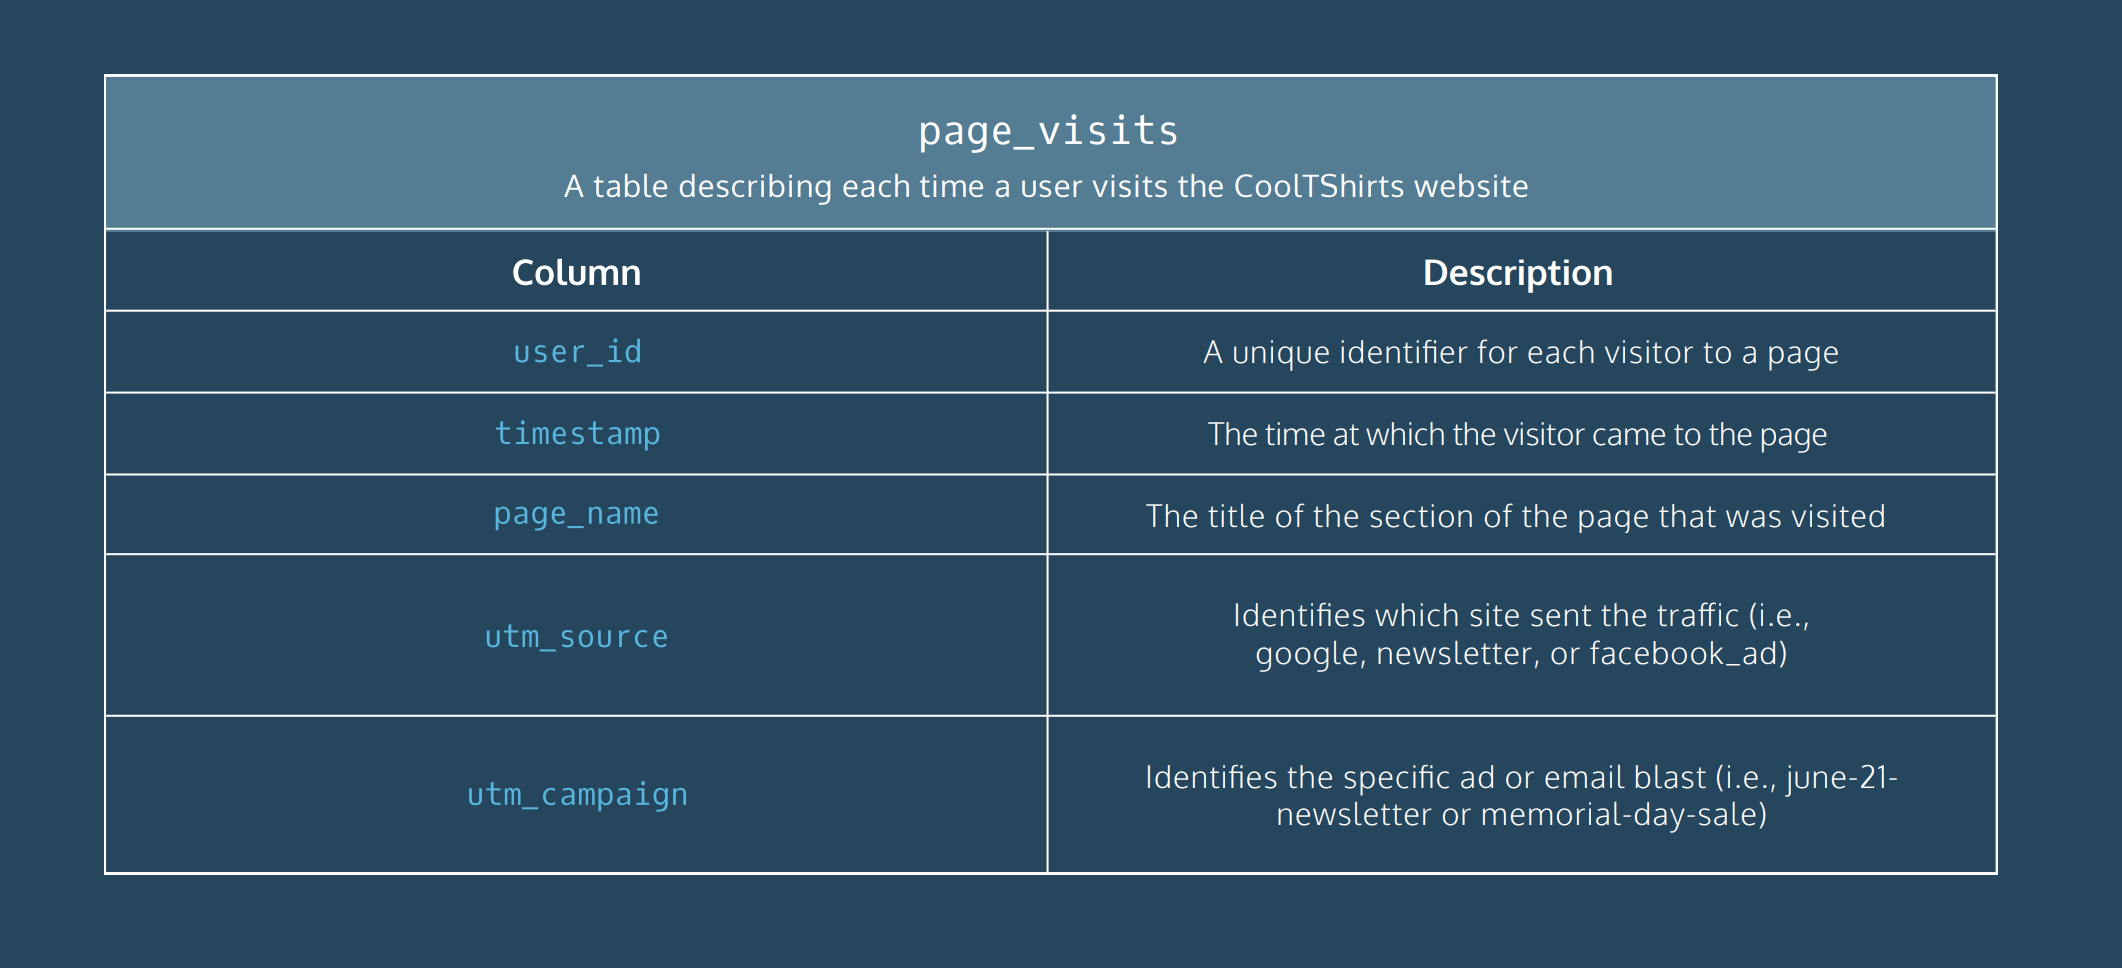 page_visits
A table describing each time a user visits the CoolTShirts website
Column
Description
user_id
A unique identifier for each visitor to a page
timestamp
The time at which the visitor came to the page
page_name
The title of the section of the page that was visited
utm_source
Identifies which site sent the traffic (i.e.,
google, newsletter, or facebook_ad)
utm_campaign
Identifies the specific ad or email blast (i.e., june-21-
newsletter or memorial-day-sale)